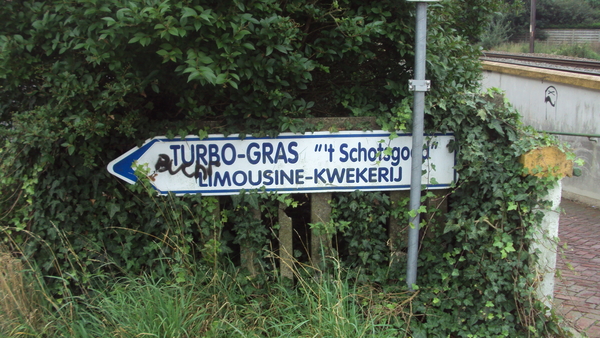 TURBO-GRAS "'t Schotsgoed"
LIMOUSINE-KWEKERIJ